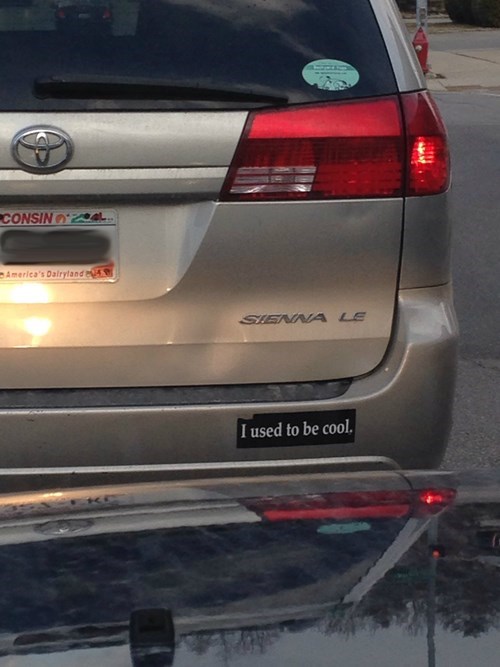 CONSIN
America's Dairyland
SIENNA LE
I used to be cool.